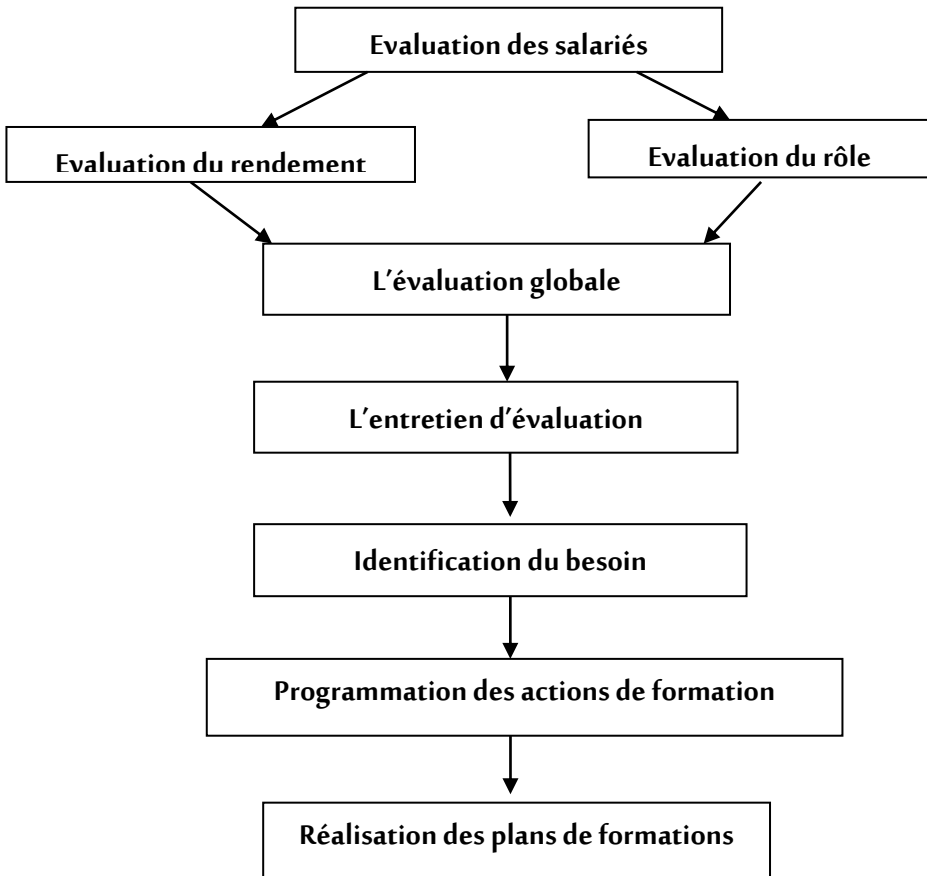 Evaluation des salariés
Evaluation du rendement
Evaluation du rôle
L'évaluation globale
L'entretien d'évaluation
Identification du besoin
Programmation des actions de formation
Réalisation des plans de formations